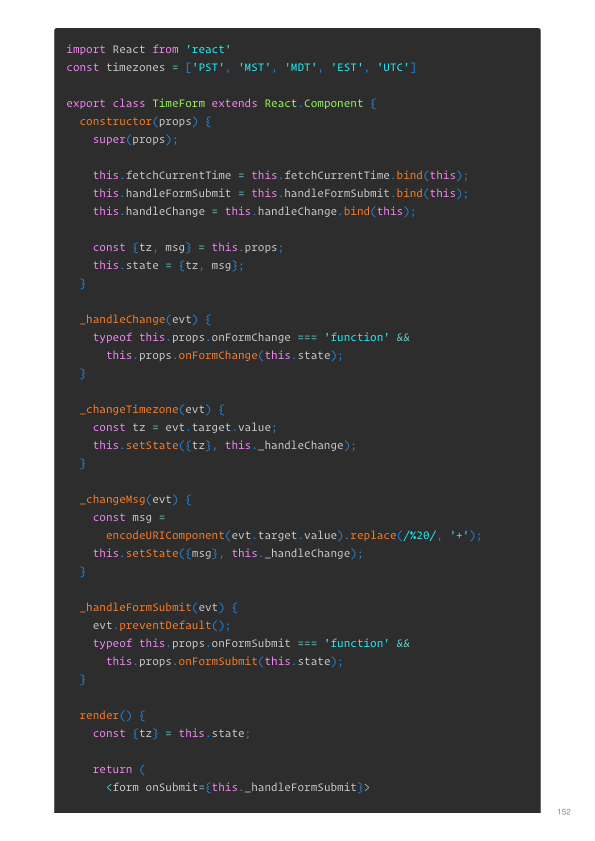 import React from 'react'
const timezones = ['PST', 'MST', 'MDT', 'EST', 'UTC']

export class TimeForm extends React.Component {
  constructor(props) {
    super(props);

    this.fetchCurrentTime = this.fetchCurrentTime.bind(this);
    this.handleFormSubmit = this.handleFormSubmit.bind(this);
    this.handleChange = this.handleChange.bind(this);

    const {tz, msg} = this.props;
    this.state = {tz, msg};
  }

  _handleChange(evt) {
    typeof this.props.onFormChange === 'function' &&
      this.props.onFormChange(this.state);
  }

  _changeTimezone(evt) {
    const tz = evt.target.value;
    this.setState({tz}, this._handleChange);
  }

  _changeMsg(evt) {
    const msg =
      encodeURIComponent(evt.target.value).replace(/%20/, '+');
    this.setState({msg}, this._handleChange);
  }

  _handleFormSubmit(evt) {
    evt.preventDefault();
    typeof this.props.onFormSubmit === 'function' &&
      this.props.onFormSubmit(this.state);
  }

  render() {
    const {tz} = this.state;

    return (
      <form onSubmit={this._handleFormSubmit}>
152